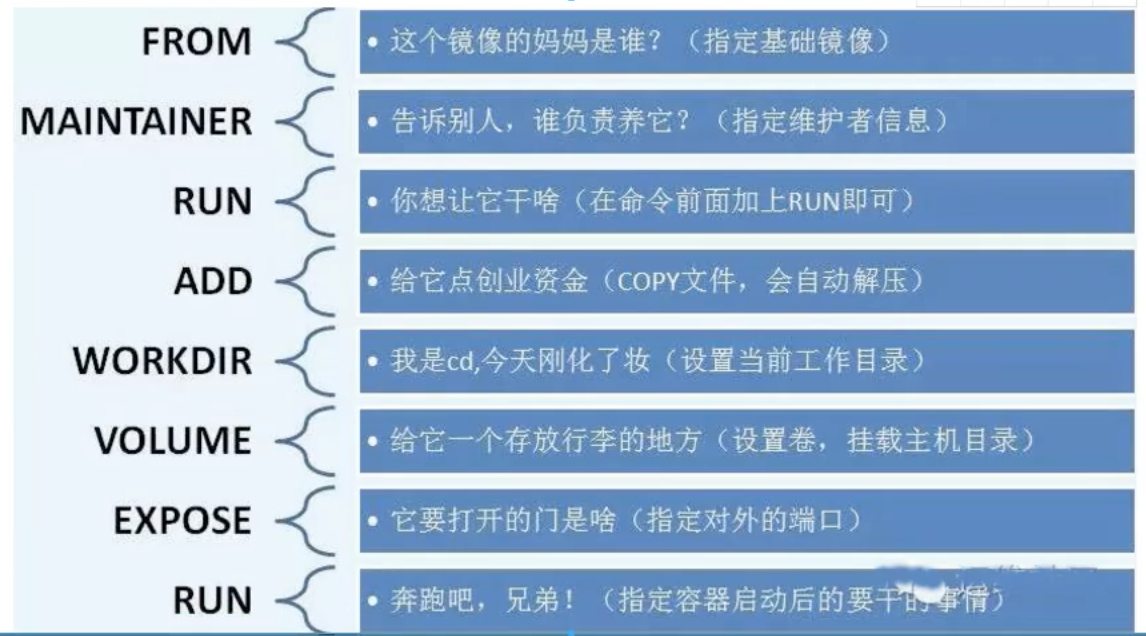 FROM
• 这个镜像的妈妈是谁？（指定基础镜像）
MAINTAINER
• 告诉别人，谁负责养它？（指定维护者信息）
RUN
• 你想让它干啥（在命令前面加上RUN即可）
ADD
• 给它点创业资金（COPY文件，会自动解压）
WORKDIR
• 我是cd,今天刚化了妆（设置当前工作目录）
VOLUME
• 给它一个存放行李的地方（设置卷，挂载主机目录）
EXPOSE
• 它要打开的门是啥（指定对外的端口）
RUN
• 奔跑吧，兄弟！（指定容器启动后的要干的事情）